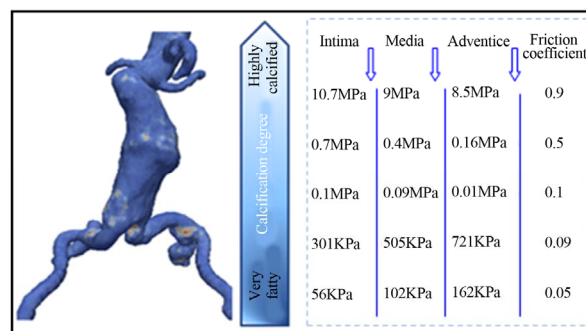 Highly
calcified
Calcification degree
Very
fatty
Intima Media Adventice Friction
coefficient
10.7MPa 9MPa 8.5MPa 0.9
0.7MPa 0.4MPa 0.16MPa 0.5
0.1MPa 0.09MPa 0.01MPa 0.1
301KPa 505KPa 721KPa 0.09
56KPa 102KPa 162KPa 0.05